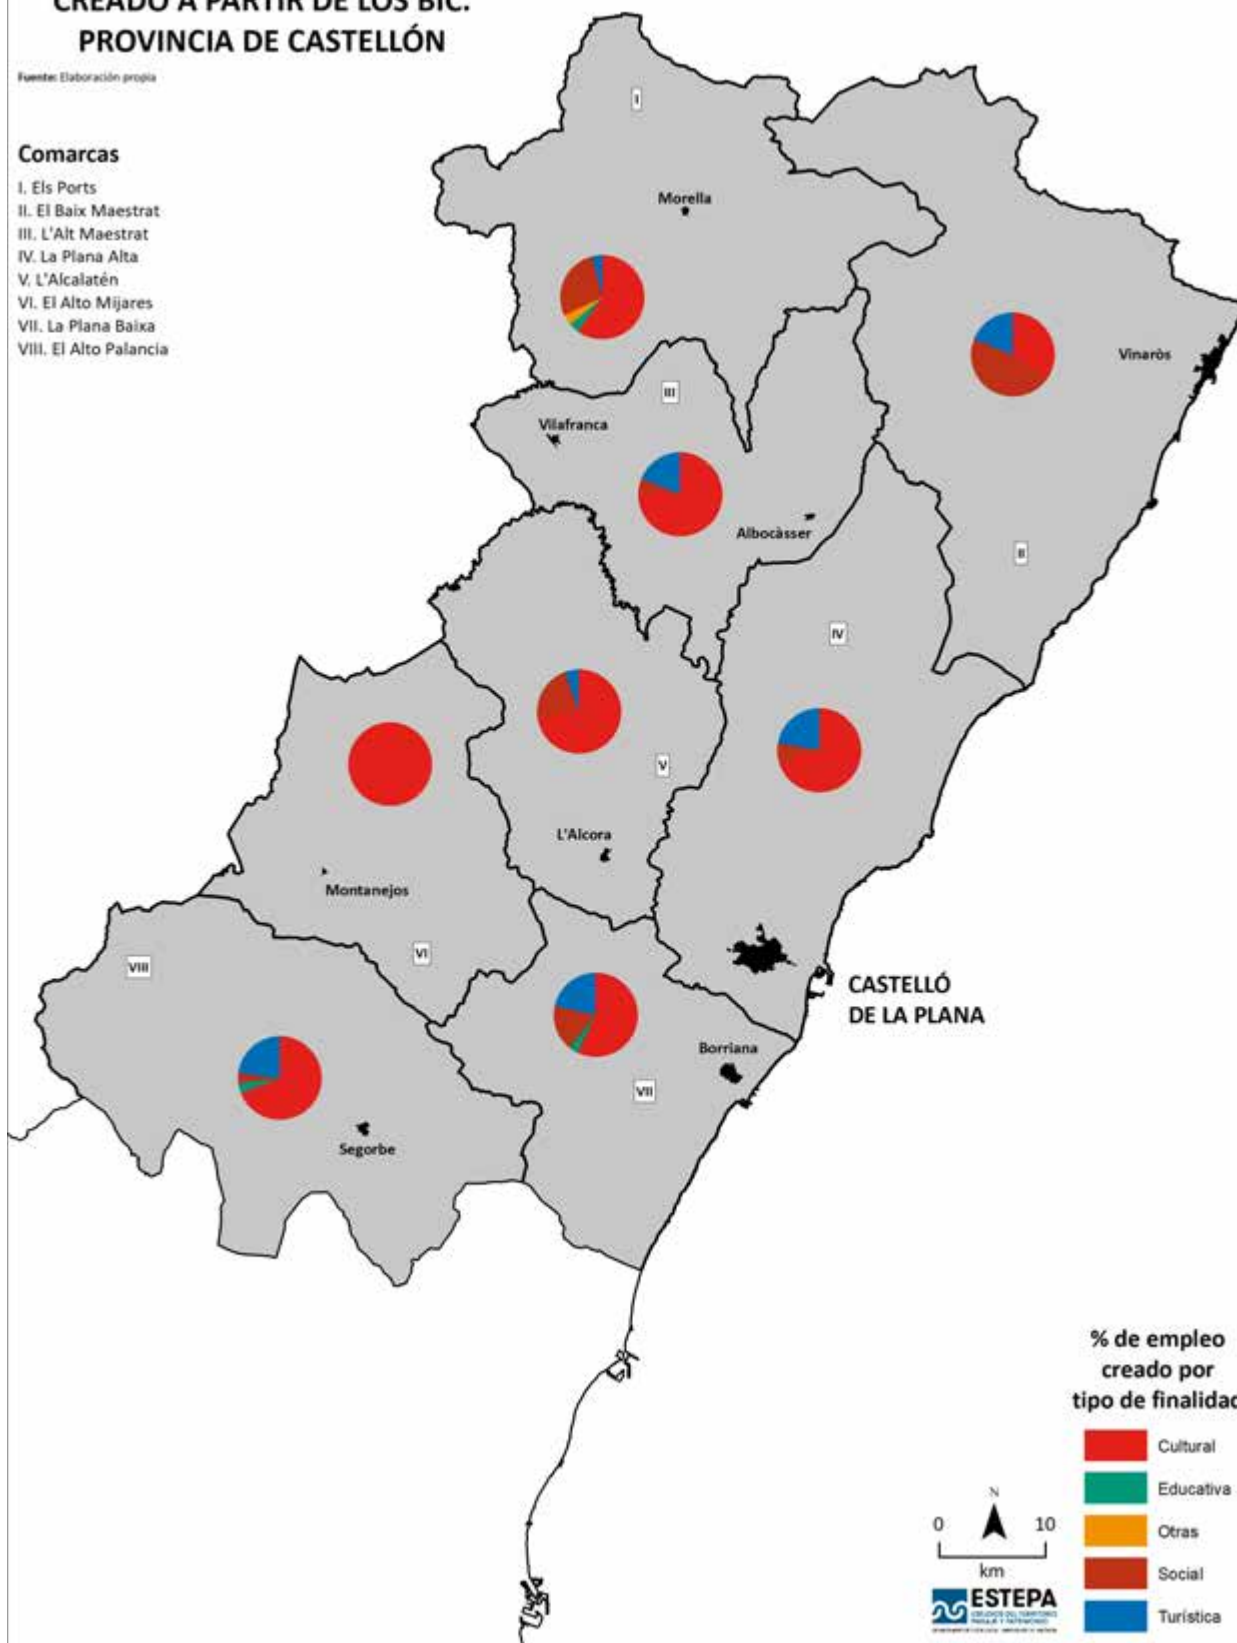 CREADO A PARTIR DE LOS BIC.
PROVINCIA DE CASTELLÓN
Fuente: Elaboración propia
Comarcas
I. Els Ports
II. El Baix Maestrat
III. L'Alt Maestrat
IV. La Plana Alta
V. L'Alcalatén
VI. El Alto Mijares
VII. La Plana Baixa
VIII. El Alto Palancia
I
Morella
Vinaròs
III
Vilafranca
Albocàsser
II
IV
V
L'Alcora
Montanejos
VI
VIII
CASTELLÓ
DE LA PLANA
Borriana
VII
Segorbe
% de empleo
creado por
tipo de finalidad
Cultural
Educativa
Otras
Social
Turística
N
0 10
km
ESTEPA